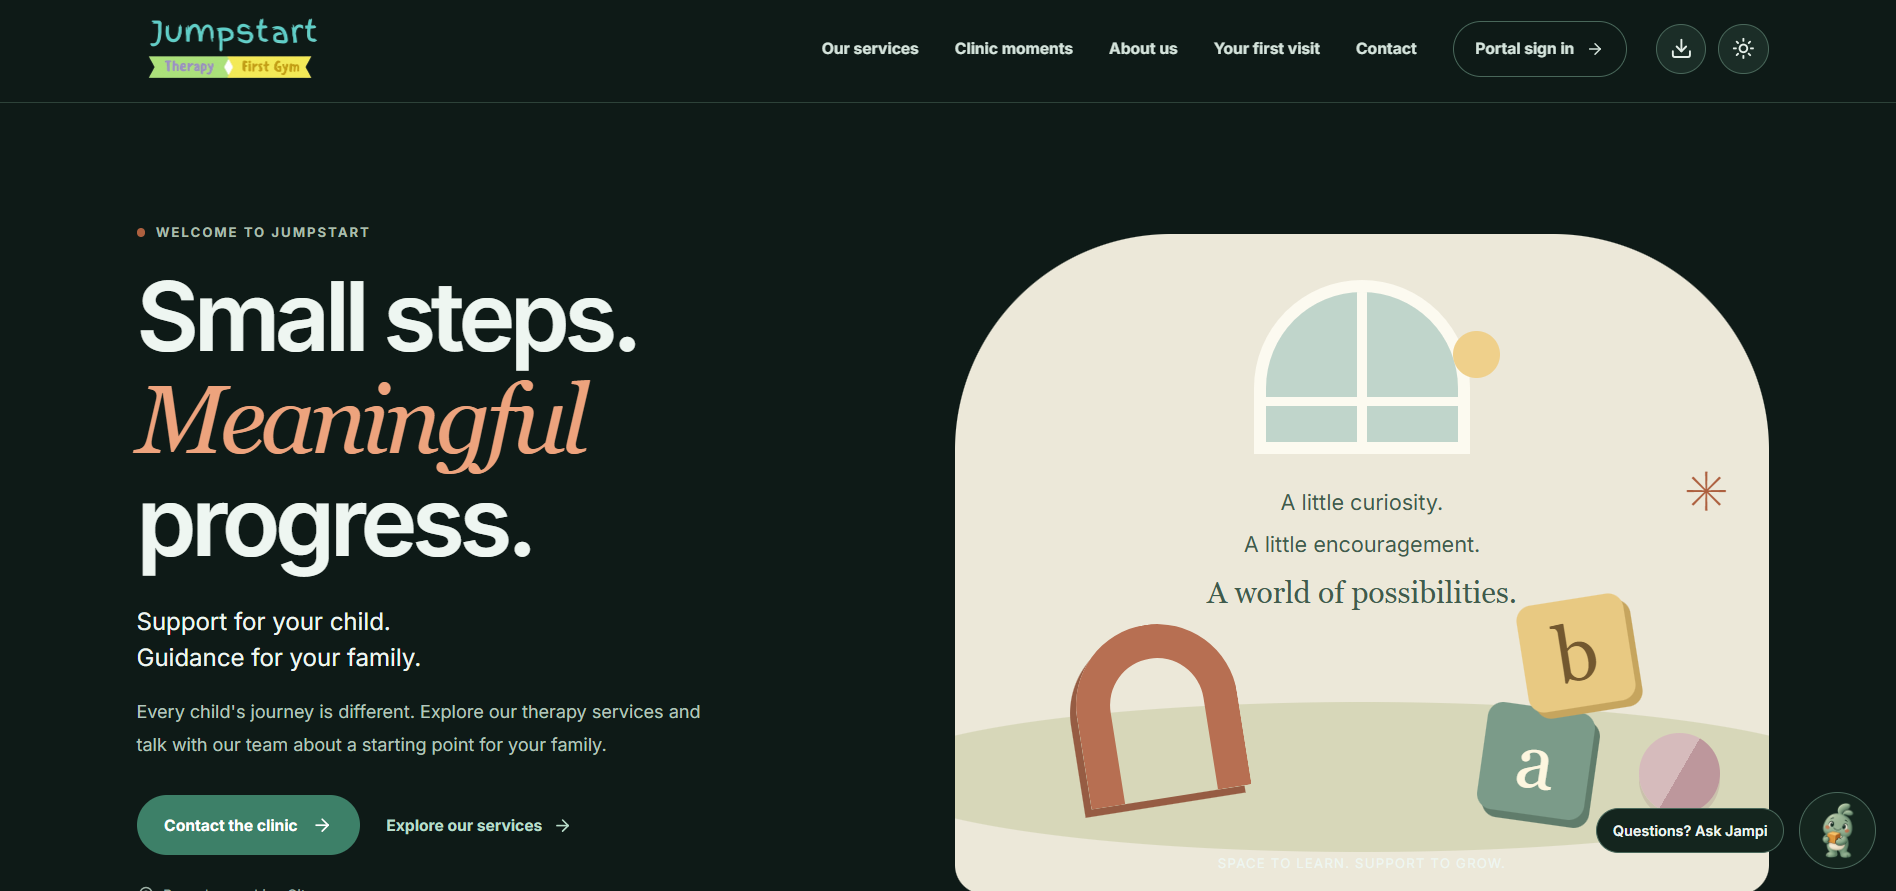 Jumpstart
Therapy First Gym
Our services
Clinic moments
About us
Your first visit
Contact
Portal sign in
WELCOME TO JUMPSTART
Small steps.
Meaningful
progress.
Support for your child.
Guidance for your family.
Every child's journey is different. Explore our therapy services and
talk with our team about a starting point for your family.
Contact the clinic
Explore our services
A little curiosity.
A little encouragement.
A world of possibilities.
b
a
SPACE TO LEARN. SUPPORT TO GROW.
Questions? Ask Jampi